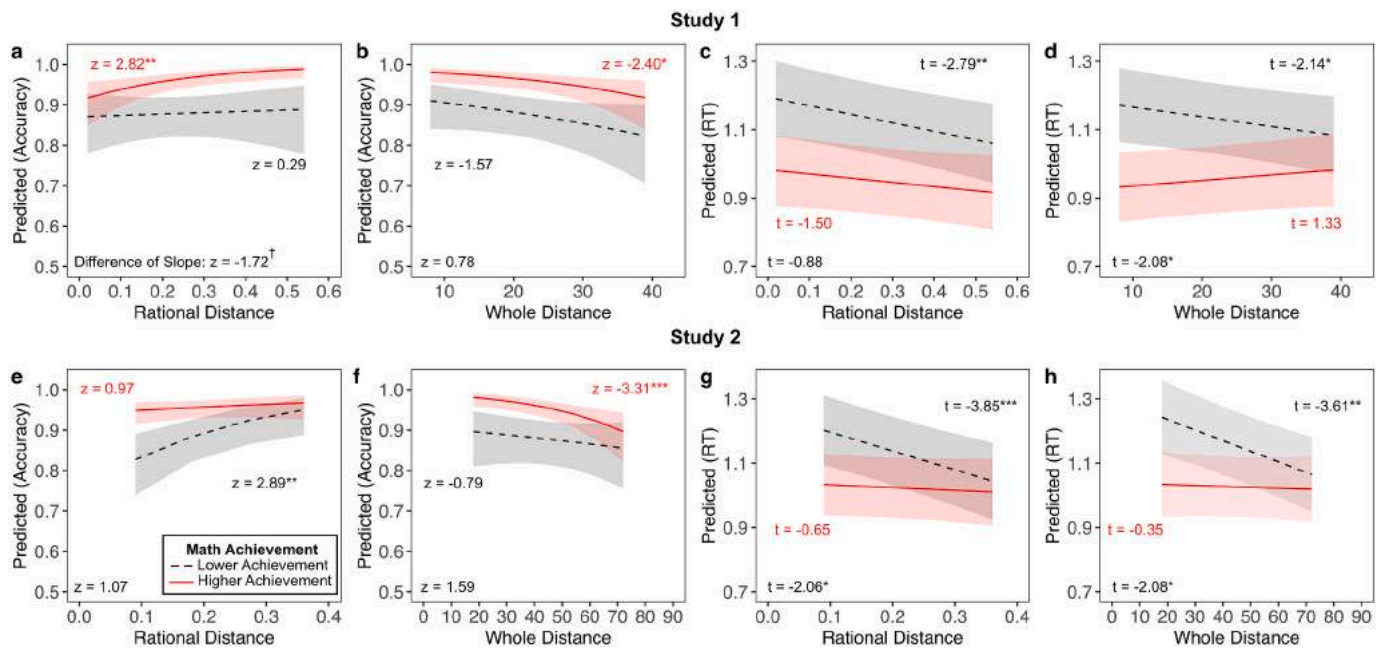 Study 1
a
z = 2.82**
z = 0.29
Difference of Slope: z = -1.72†
Predicted (Accuracy)
1.0
0.9
0.8
0.7
0.6
0.5
0.0 0.1 0.2 0.3 0.4 0.5 0.6
Rational Distance
b
z = -2.40*
z = -1.57
z = 0.78
Predicted (Accuracy)
1.0
0.9
0.8
0.7
0.6
0.5
10 20 30 40
Whole Distance
c
t = -2.79**
t = -1.50
t = -0.88
Predicted (RT)
1.3
1.1
0.9
0.7
0.0 0.1 0.2 0.3 0.4 0.5 0.6
Rational Distance
d
t = -2.14*
t = 1.33
t = -2.08*
Predicted (RT)
1.3
1.1
0.9
0.7
10 20 30 40
Whole Distance
Study 2
e
z = 0.97
z = 2.89**
Math Achievement
Lower Achievement
Higher Achievement
z = 1.07
Predicted (Accuracy)
1.0
0.9
0.8
0.7
0.6
0.5
0.0 0.1 0.2 0.3 0.4
Rational Distance
f
z = -3.31***
z = -0.79
z = 1.59
Predicted (Accuracy)
1.0
0.9
0.8
0.7
0.6
0.5
0 10 20 30 40 50 60 70 80 90
Whole Distance
g
t = -3.85***
t = -0.65
t = -2.06*
Predicted (RT)
1.3
1.1
0.9
0.7
0.0 0.1 0.2 0.3 0.4
Rational Distance
h
t = -3.61**
t = -0.35
t = -2.08*
Predicted (RT)
1.3
1.1
0.9
0.7
0 10 20 30 40 50 60 70 80 90
Whole Distance